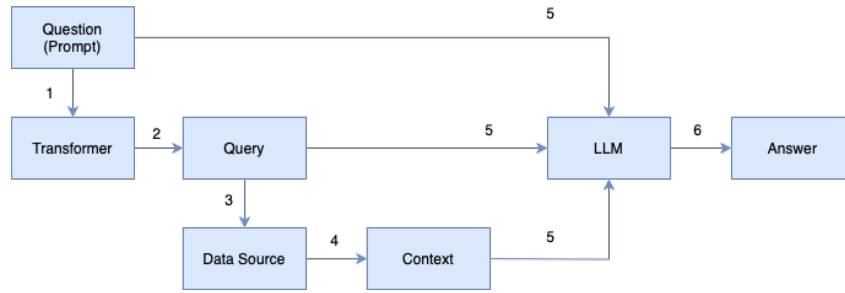 5
Question
(Prompt)
1
2
5
6
Transformer
Query
LLM
Answer
3
4
5
Data Source
Context